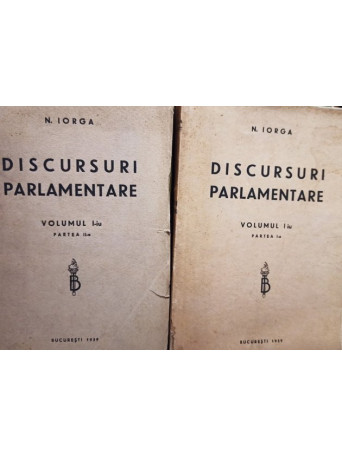 N. IORGA
DISCURSURI
PARLAMENTARE
VOLUMUL I-iu
PARTEA II-a
B
BUCUREȘTI 1939
N. IORGA
DISCURSURI
PARLAMENTARE
VOLUMUL I-iu
PARTEA I-a
B
BUCUREȘTI 1939